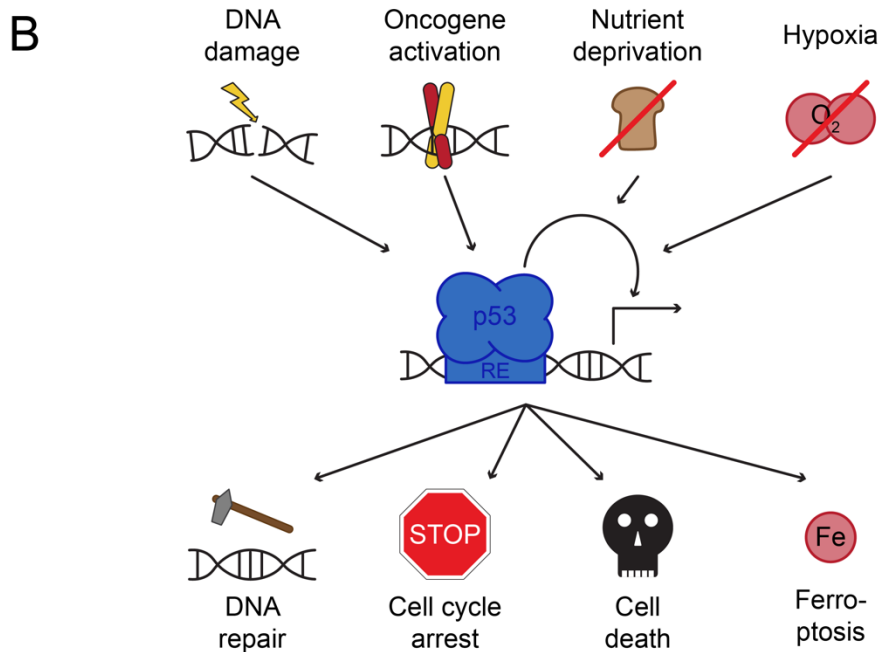 B
DNA
damage
Oncogene
activation
Nutrient
deprivation
Hypoxia
O2
p53
RE
STOP
Fe
DNA
repair
Cell cycle
arrest
Cell
death
Ferro-
ptosis